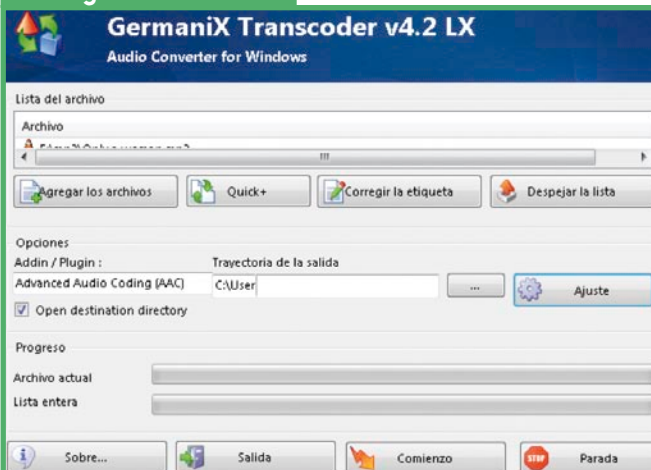 GermaniX Transcoder v4.2 LX
Audio Converter for Windows
Lista del archivo
Archivo
Agregar los archivos Quick+ Corregir la etiqueta Despejar la lista
Opciones
Addin / Plugin : Trayectoria de la salida
Advanced Audio Coding (AAC) C:\User ... Ajuste
Open destination directory
Progreso
Archivo actual
Lista entera
Sobre... Salida Comienzo STOP Parada